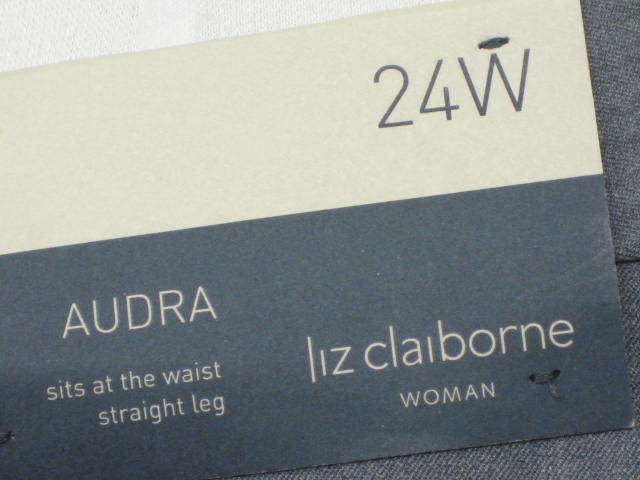 24W
AUDRA
sits at the waist
straight leg
liz claiborne
WOMAN